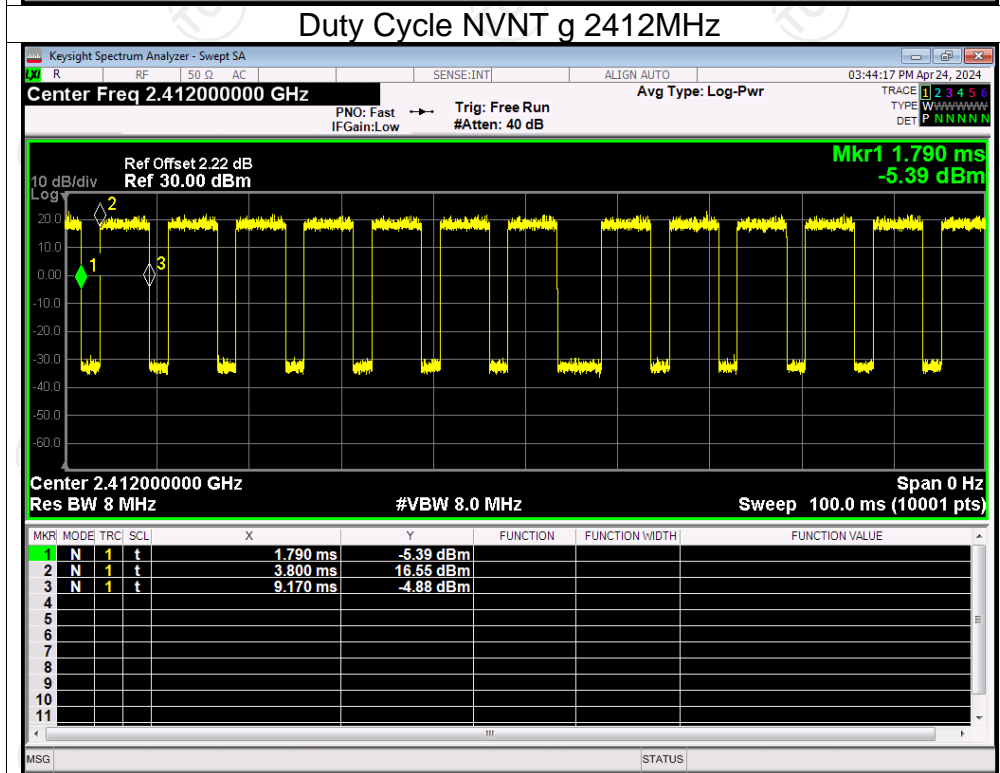 Duty Cycle NVNT g 2412MHz
Keysight Spectrum Analyzer - Swept SA
LXI R RF 50 Ω AC SENSE:INT ALIGN AUTO 03:44:17 PM Apr 24, 2024
Center Freq 2.412000000 GHz Avg Type: Log-Pwr TRACE 1 2 3 4 5 6
PNO: Fast Trig: Free Run TYPE WWWWWW
IFGain:Low #Atten: 40 dB DET P N N N N N
Mkr1 1.790 ms
-5.39 dBm
Ref Offset 2.22 dB
10 dB/div Ref 30.00 dBm
Log
2
20.0
10.0
1 3
0.00
-10.0
-20.0
-30.0
-40.0
-50.0
-60.0
Center 2.412000000 GHz Span 0 Hz
Res BW 8 MHz #VBW 8.0 MHz Sweep 100.0 ms (10001 pts)
MKR MODE TRC SCL X Y FUNCTION FUNCTION WIDTH FUNCTION VALUE
1 N 1 t 1.790 ms -5.39 dBm
2 N 1 t 3.800 ms 16.55 dBm
3 N 1 t 9.170 ms -4.88 dBm
4
5
6
7
8
9
10
11
MSG STATUS